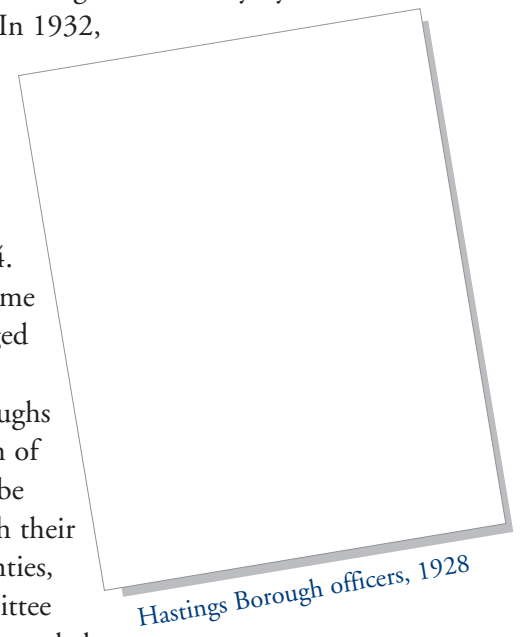 In 1932,
4.
me
ged
ughs
n of
be
h their
nties,
ittee
Hastings Borough officers, 1928